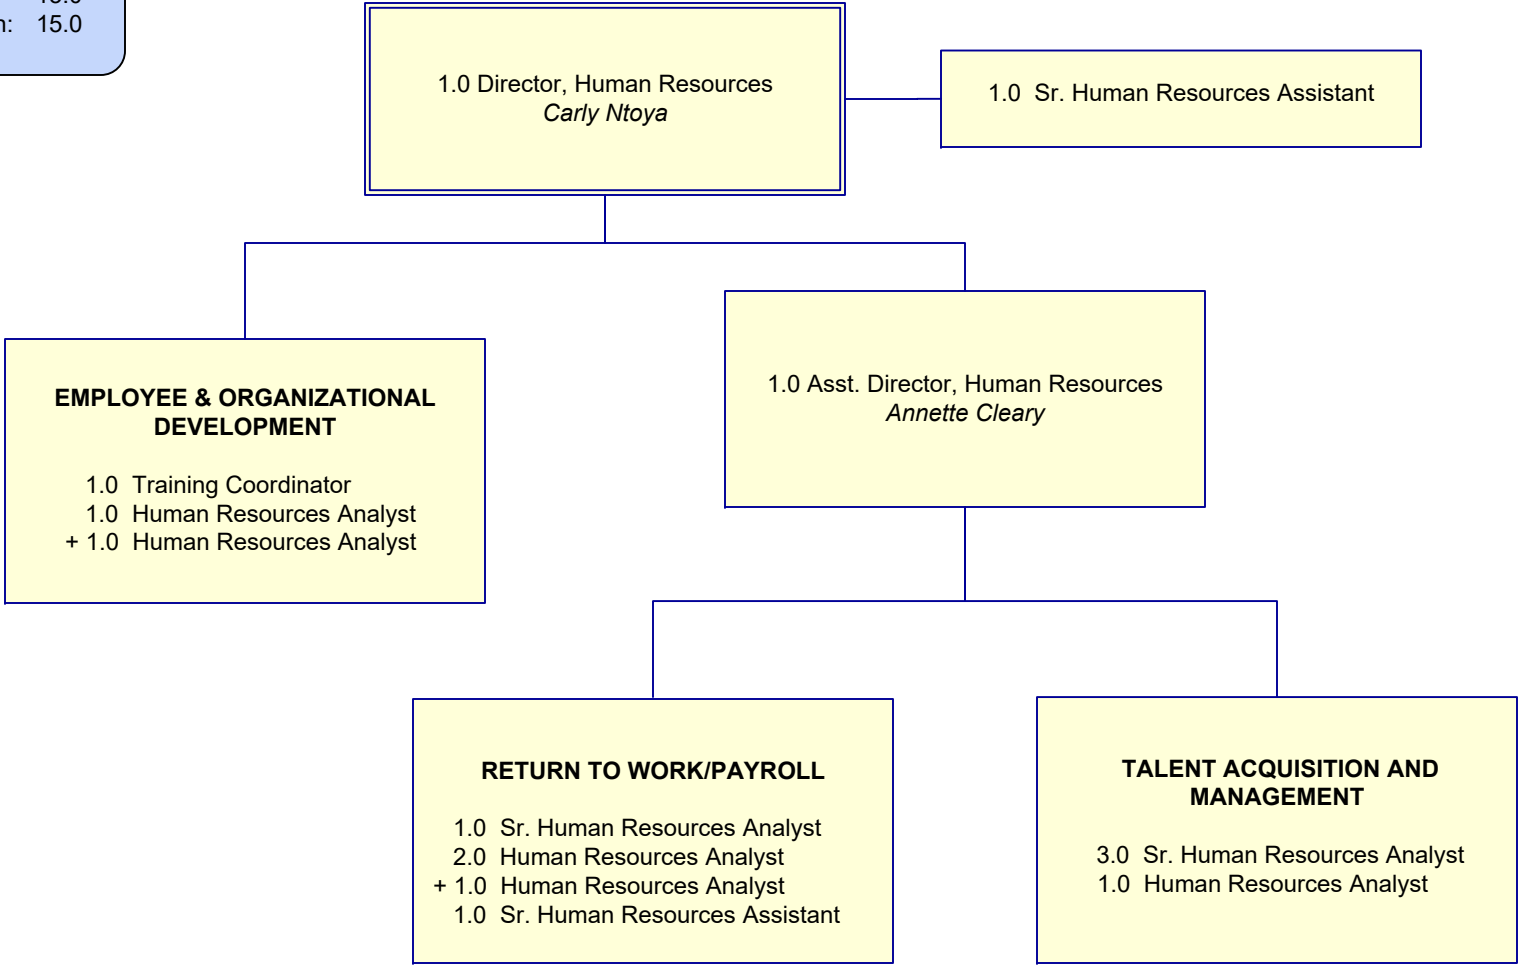 15.0
1.0 Director, Human Resources
Carly Ntoya
1.0 Sr. Human Resources Assistant
EMPLOYEE & ORGANIZATIONAL
DEVELOPMENT
1.0 Training Coordinator
1.0 Human Resources Analyst
+ 1.0 Human Resources Analyst
1.0 Asst. Director, Human Resources
Annette Cleary
RETURN TO WORK/PAYROLL
1.0 Sr. Human Resources Analyst
2.0 Human Resources Analyst
+ 1.0 Human Resources Analyst
1.0 Sr. Human Resources Assistant
TALENT ACQUISITION AND
MANAGEMENT
3.0 Sr. Human Resources Analyst
1.0 Human Resources Analyst